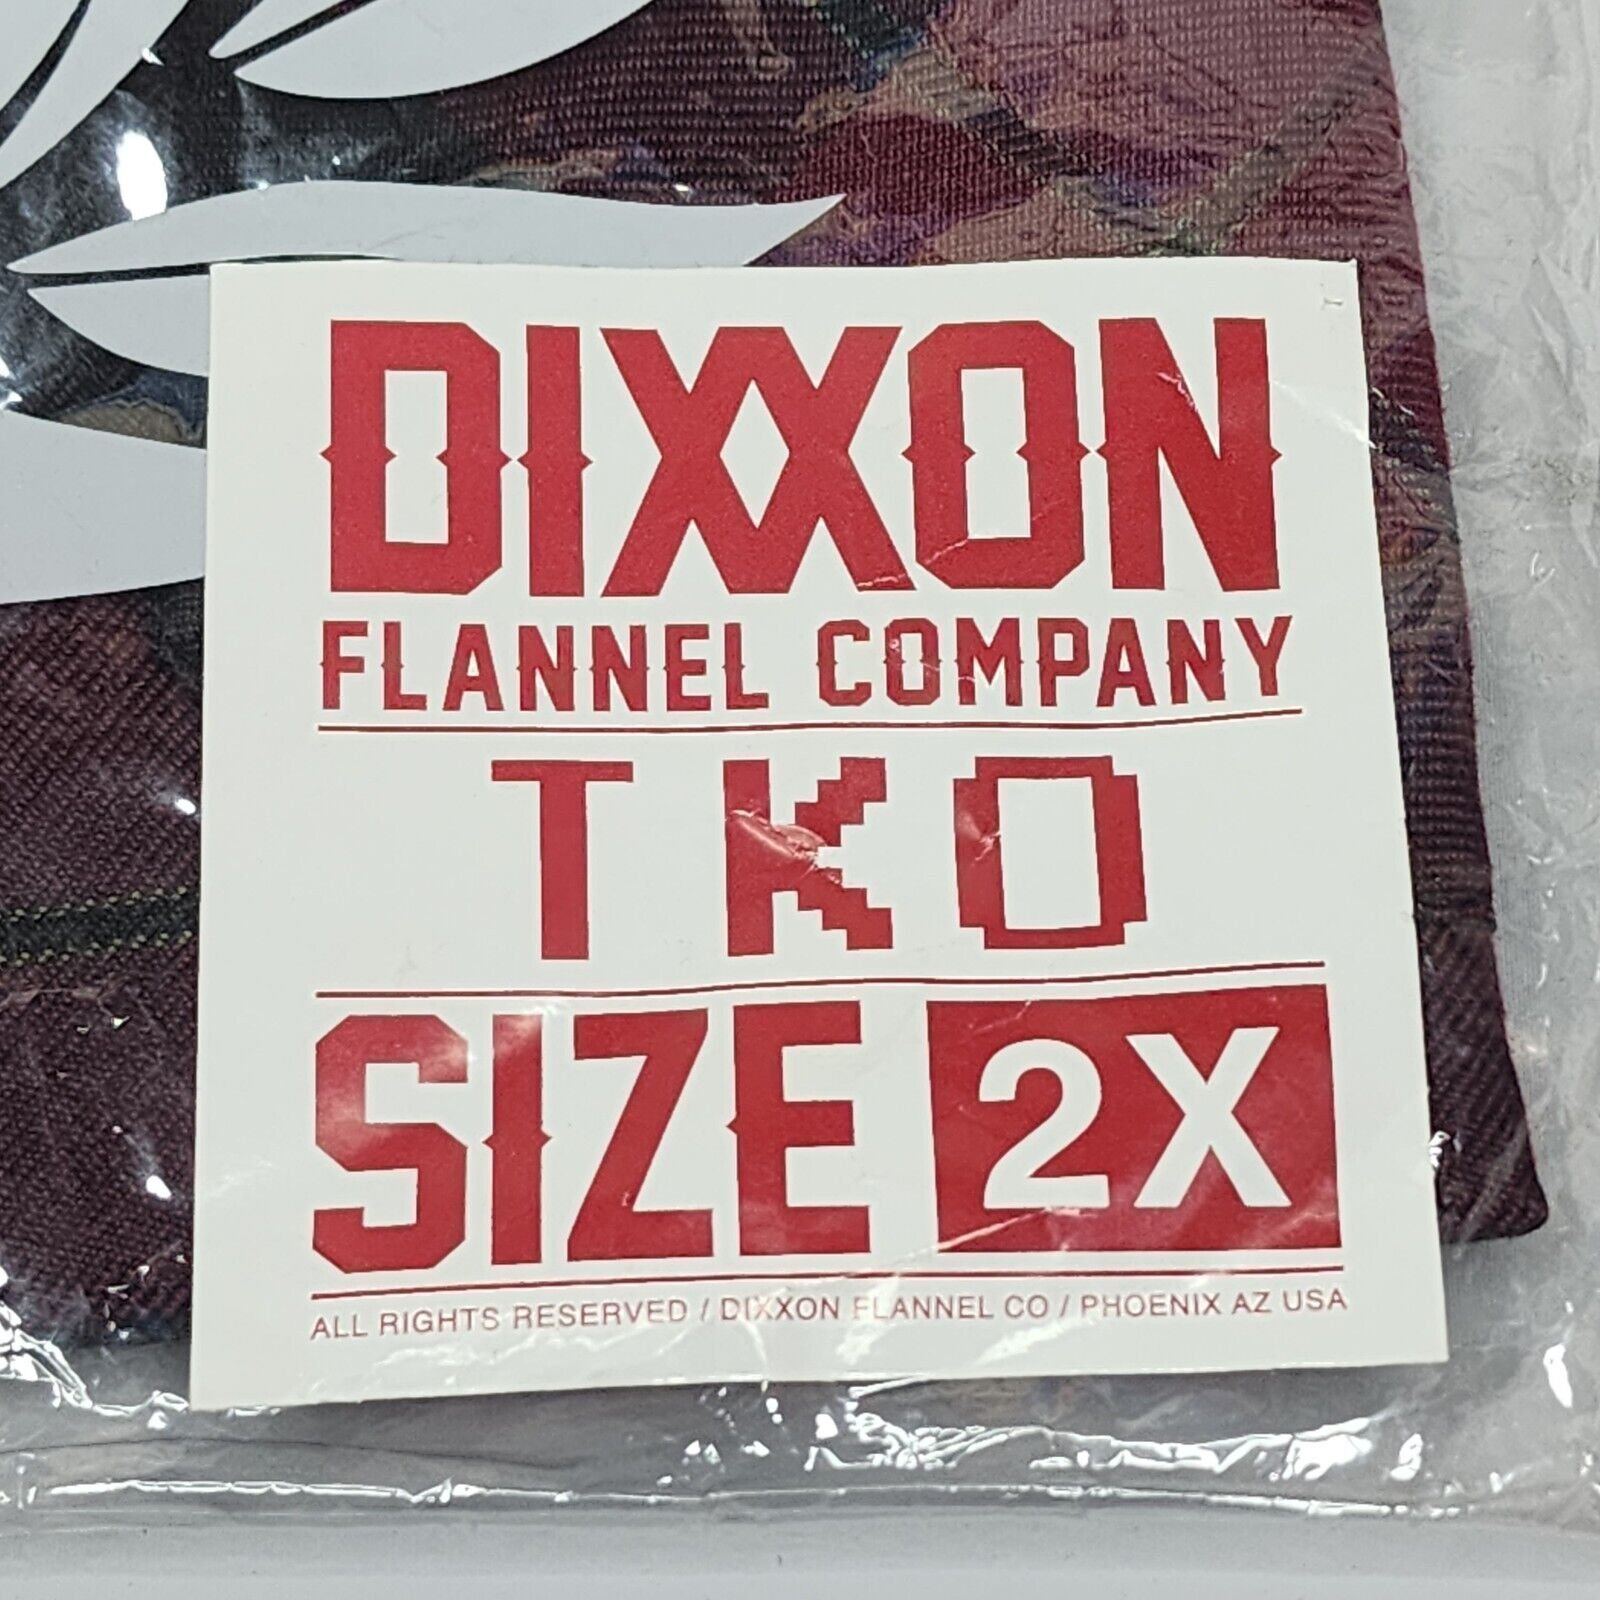 DIXXON
FLANNEL COMPANY
TKO
SIZE 2X
ALL RIGHTS RESERVED / DIXXON FLANNEL CO / PHOENIX AZ USA